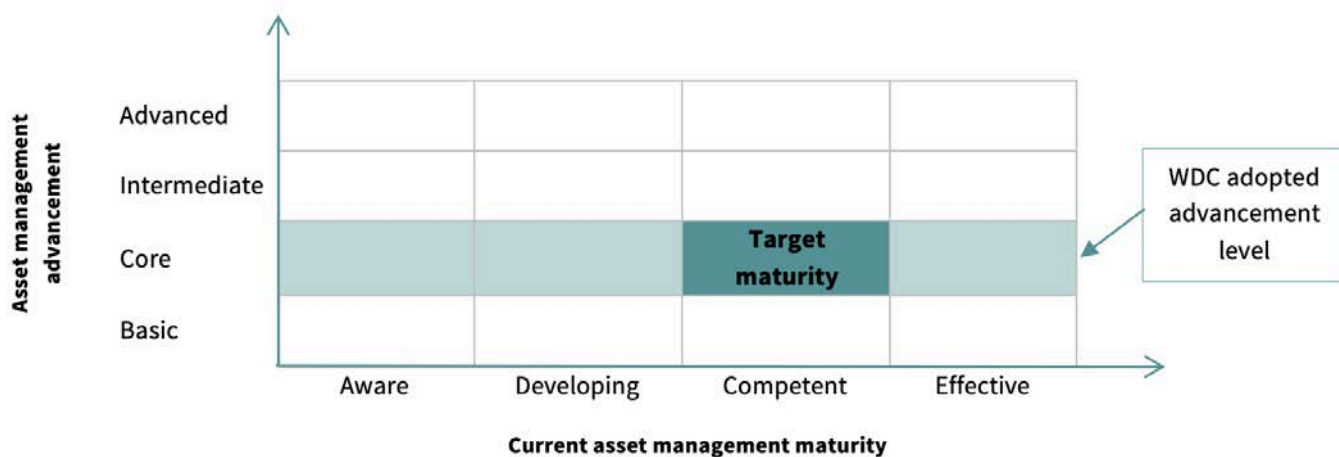 Asset management
advancement
Advanced
Intermediate
Core
Basic
Target
maturity
WDC adopted
advancement
level
Aware
Developing
Competent
Effective
Current asset management maturity